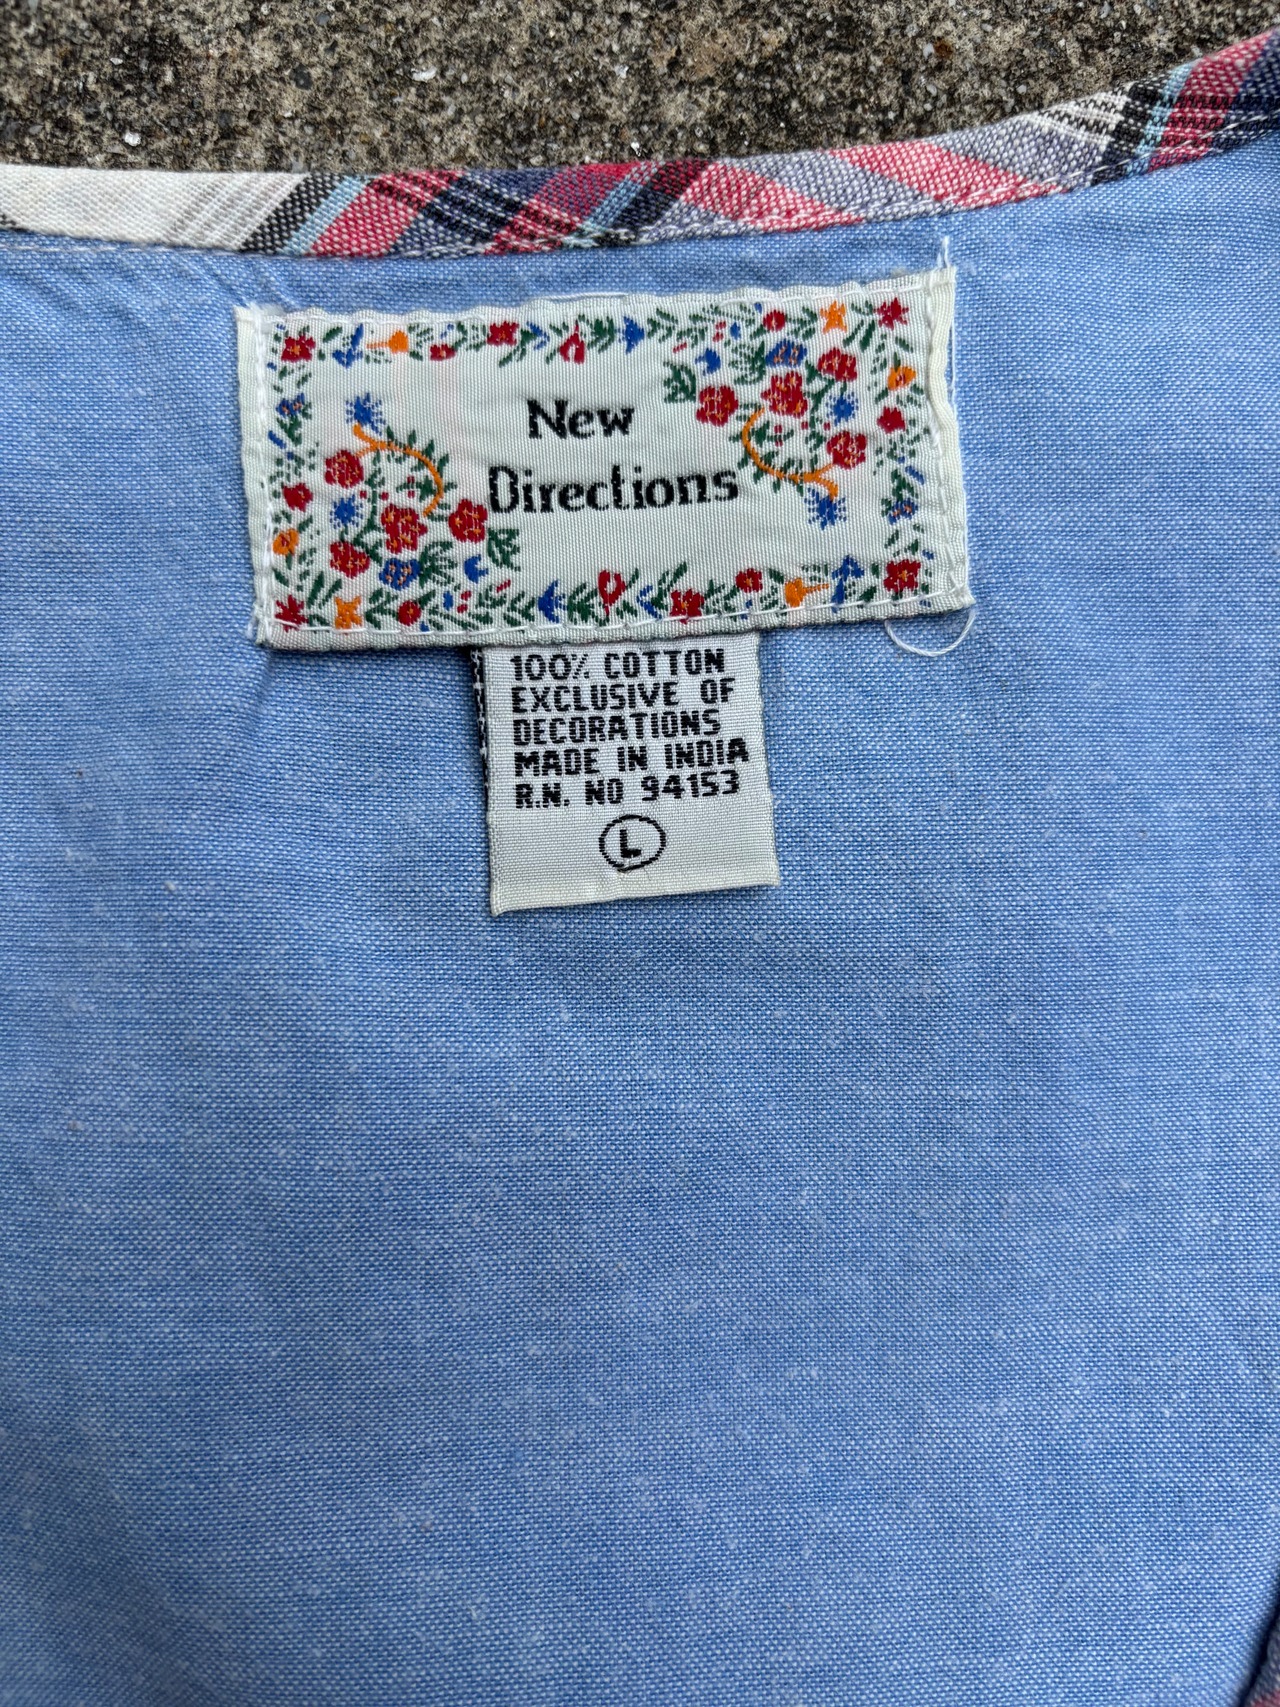 New
Directions
100% COTTON
EXCLUSIVE OF
DECORATIONS
MADE IN INDIA
R.N. NO 94153
L